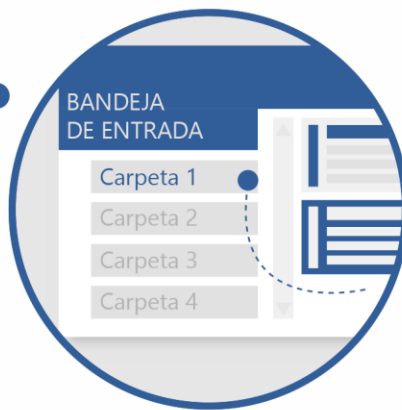 BANDEJA
DE ENTRADA
Carpeta 1
Carpeta 2
Carpeta 3
Carpeta 4